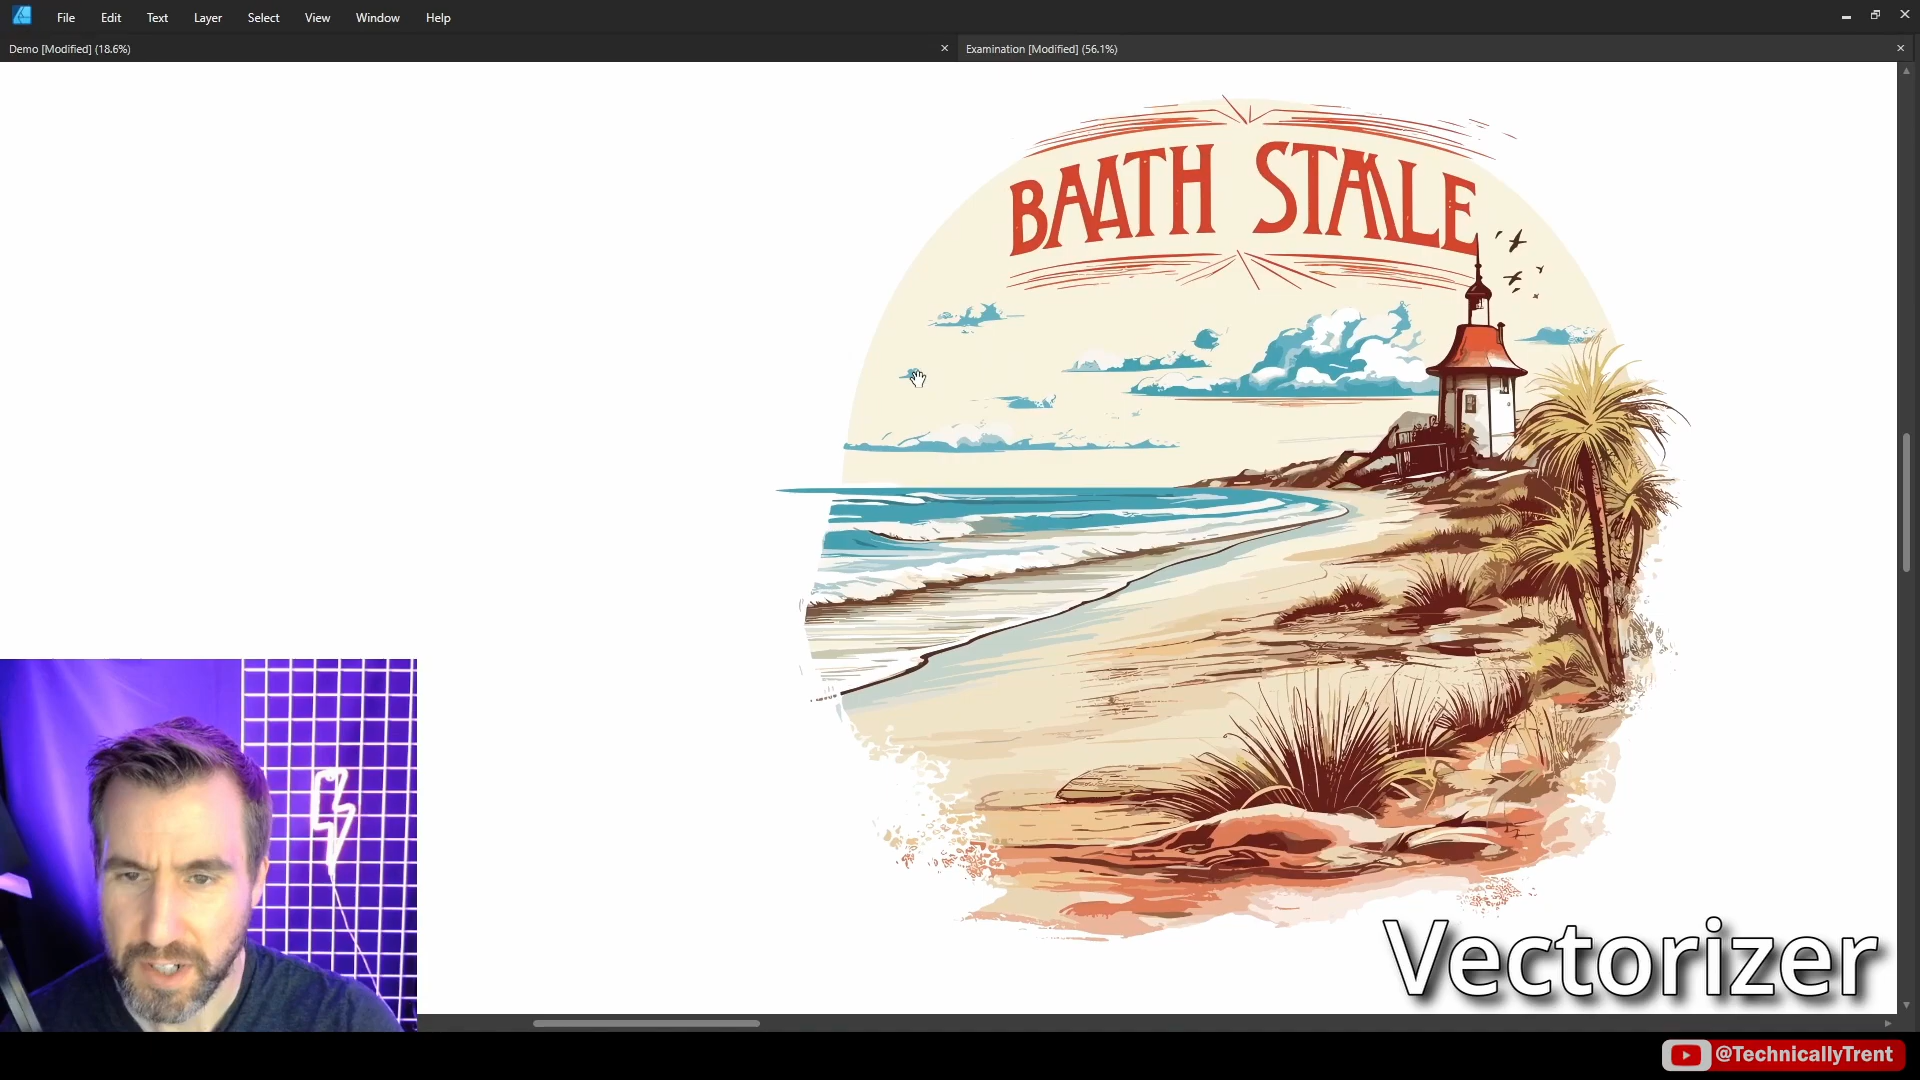 File Edit Text Layer Select View Window Help
Demo [Modified] (18.6%)
Examination [Modified] (56.1%)
BAATH STALE
Vectorizer
@TechnicallyTrent